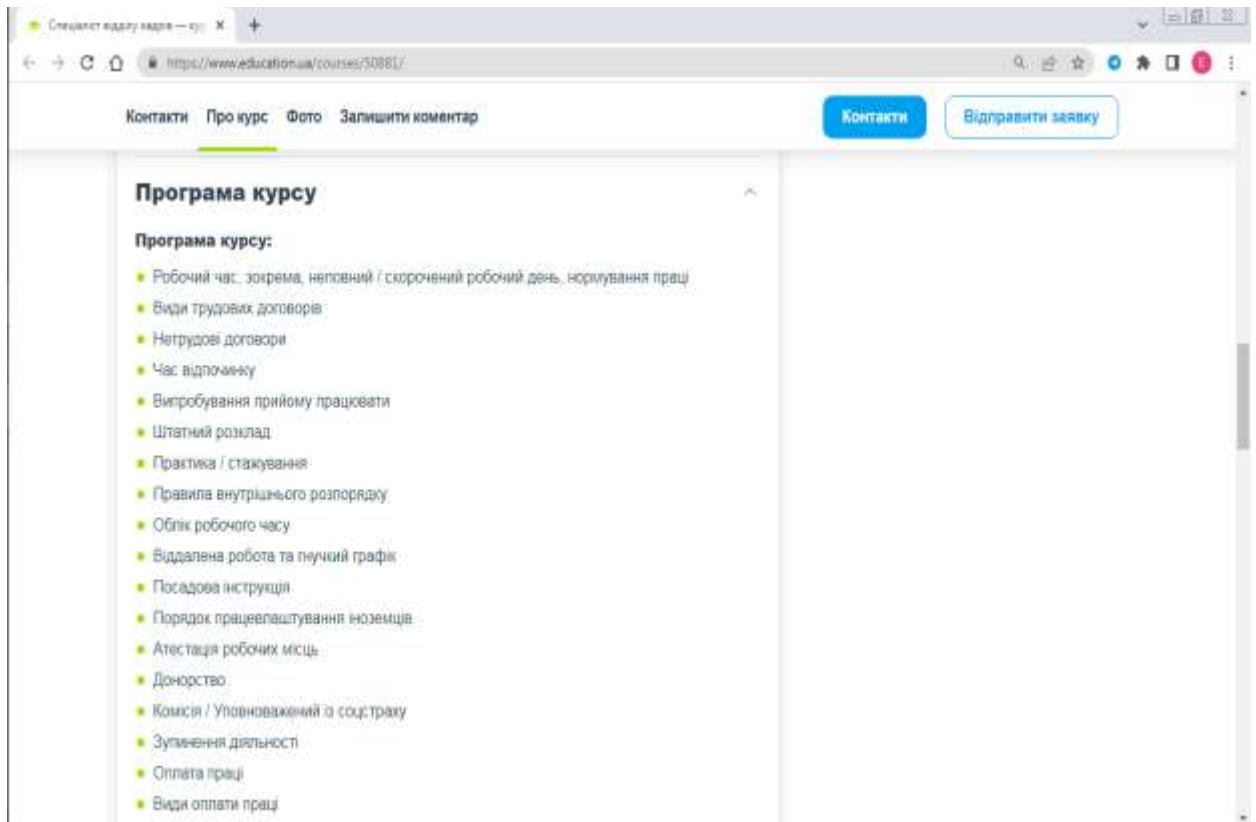 Спеціаліст відділу кадрів — кур
https://www.education.ua/courses/50881/
Контакти Про курс Фото Залишити коментар Контакти Відправити заявку
Програма курсу
Програма курсу:
Робочий час, зокрема, неповний / скорочений робочий день, нормування праці
Види трудових договорів
Нетрудові договори
Час відпочинку
Випробування прийому працювати
Штатний розклад
Практика / стажування
Правила внутрішнього розпорядку
Облік робочого часу
Віддалена робота та гнучкий графік
Посадова інструкція
Порядок працевлаштування іноземців
Атестація робочих місць
Донорство
Комісія / Уповноважений із соцстраху
Зупинення діяльності
Оплата праці
Види оплати праці